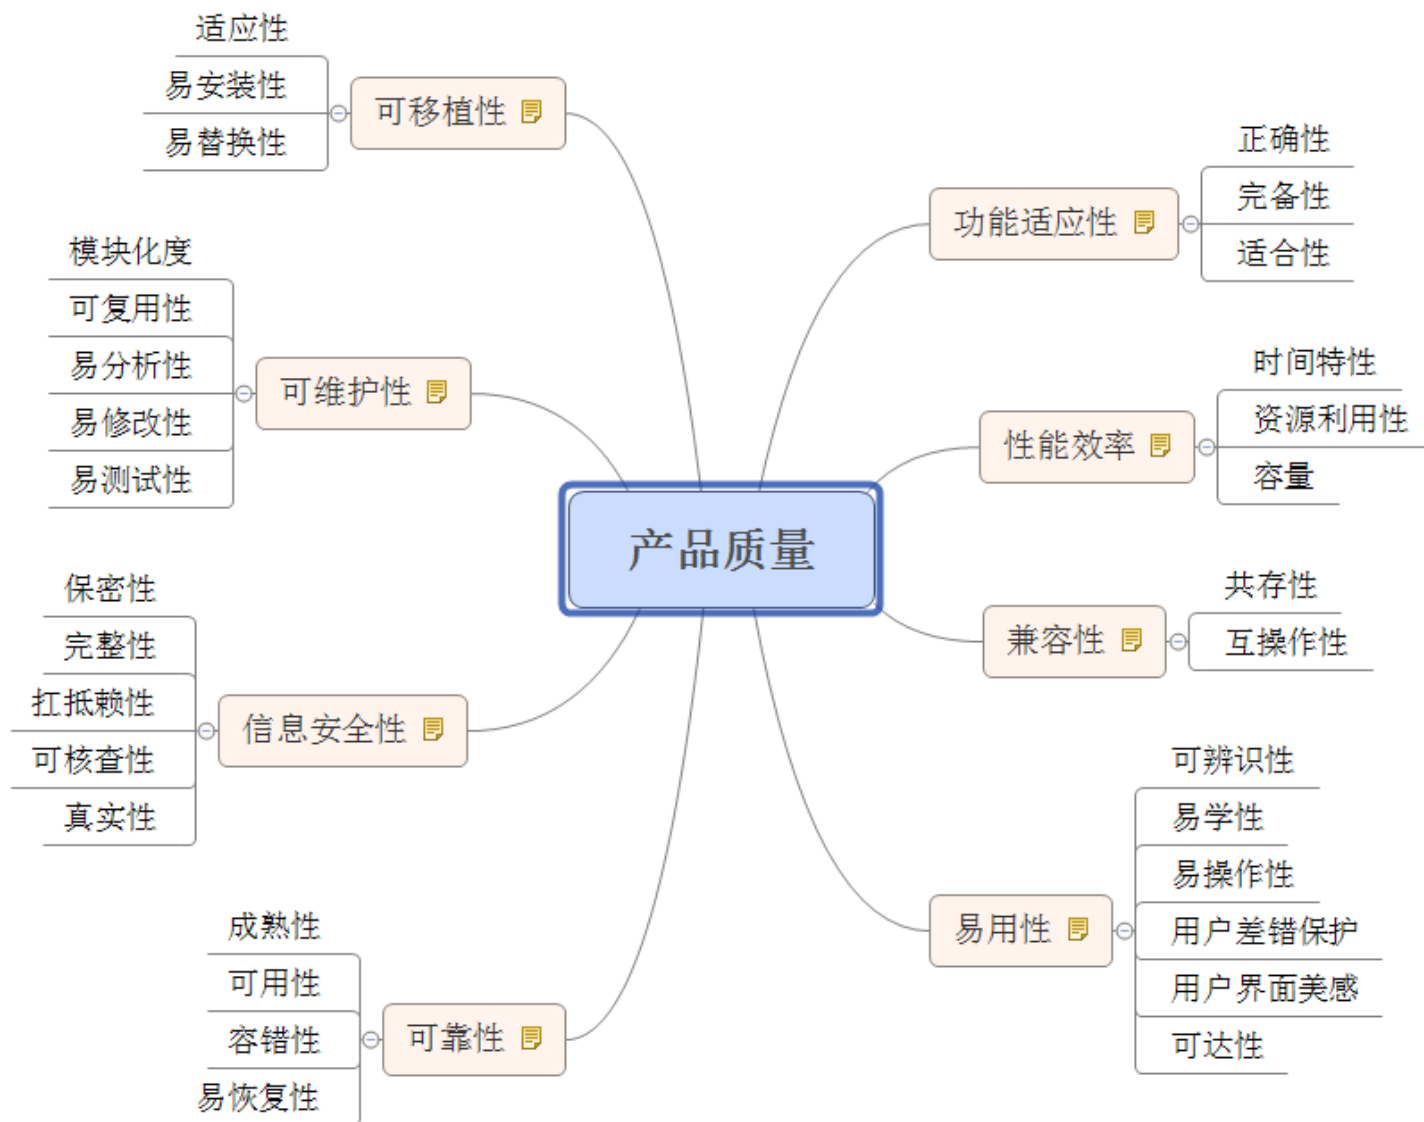 产品质量
功能适应性
正确性
完备性
适合性
性能效率
时间特性
资源利用性
容量
兼容性
共存性
互操作性
易用性
可辨识性
易学性
易操作性
用户差错保护
用户界面美感
可达性
可靠性
成熟性
可用性
容错性
易恢复性
信息安全性
保密性
完整性
扛抵赖性
可核查性
真实性
可维护性
模块化度
可复用性
易分析性
易修改性
易测试性
可移植性
适应性
易安装性
易替换性